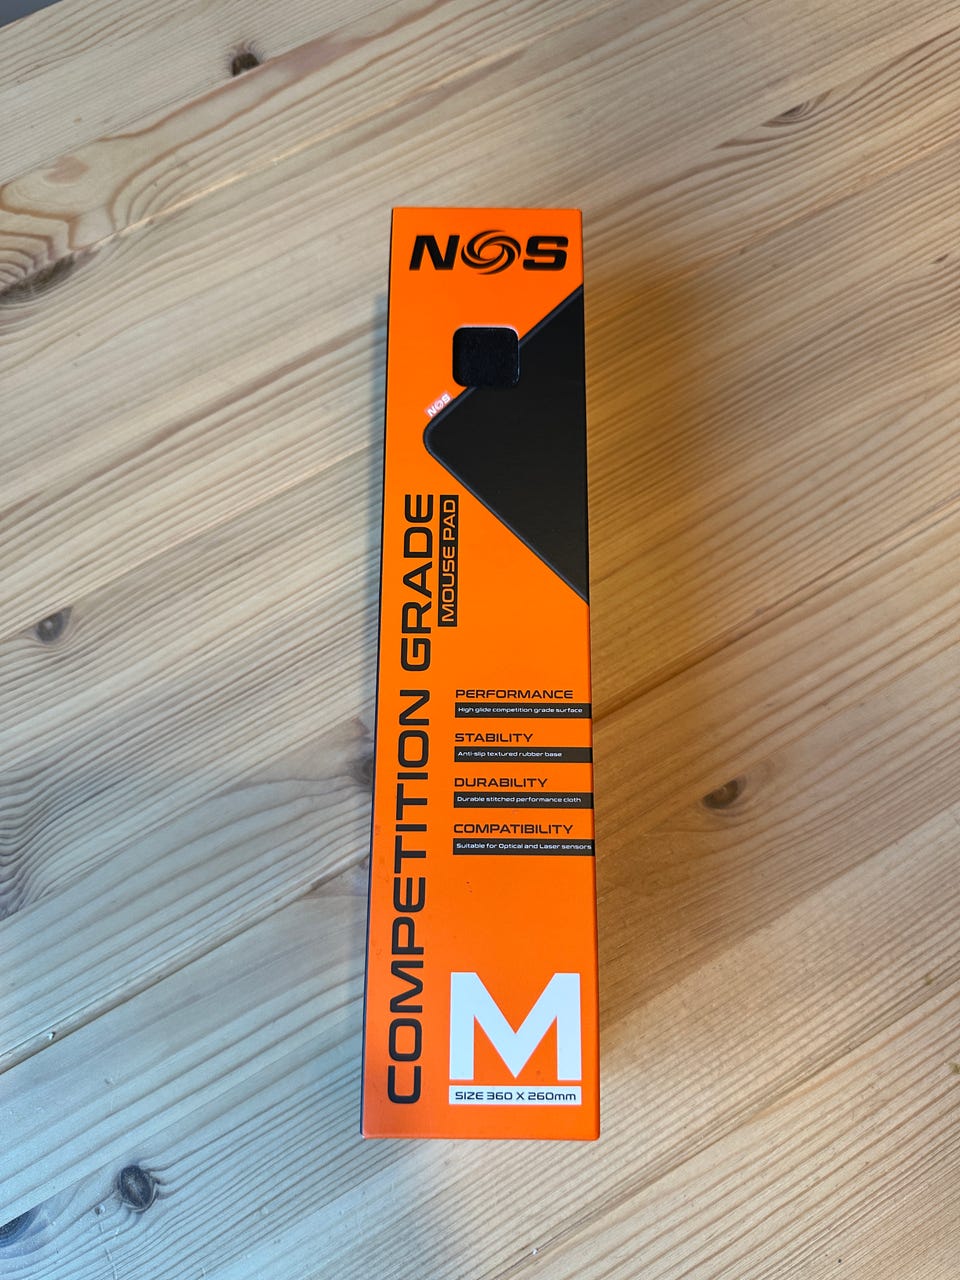 NOS
NOS
COMPETITION GRADE
MOUSE PAD
PERFORMANCE
High glide competition grade surface
STABILITY
Anti-slip textured rubber base
DURABILITY
Durable stitched performance cloth
COMPATIBILITY
Suitable for Optical and Laser sensors
M
SIZE 360 X 260mm